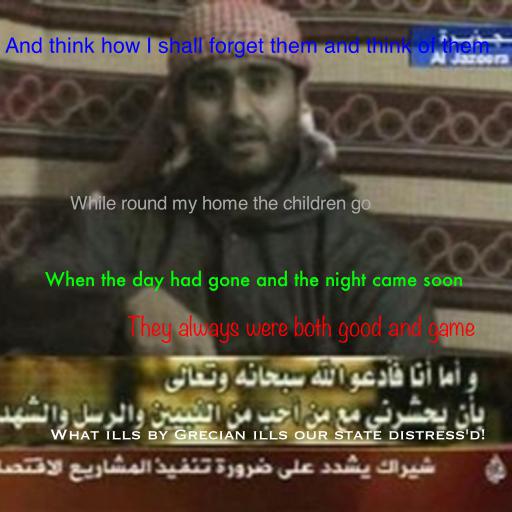 And think how I shall forget them and think of them
Al Jazeera
While round my home the children go
When the day had gone and the night came soon
They always were both good and game
و أما أنا فأدعو الله سبحانه وتعالى
بأن يحشرني مع من أحب من النبيين والرسل والشهد
What ills by Grecian ills our state distress'd!
شيراك يشدد على ضرورة تنفيذ المشاريع الاقتصا